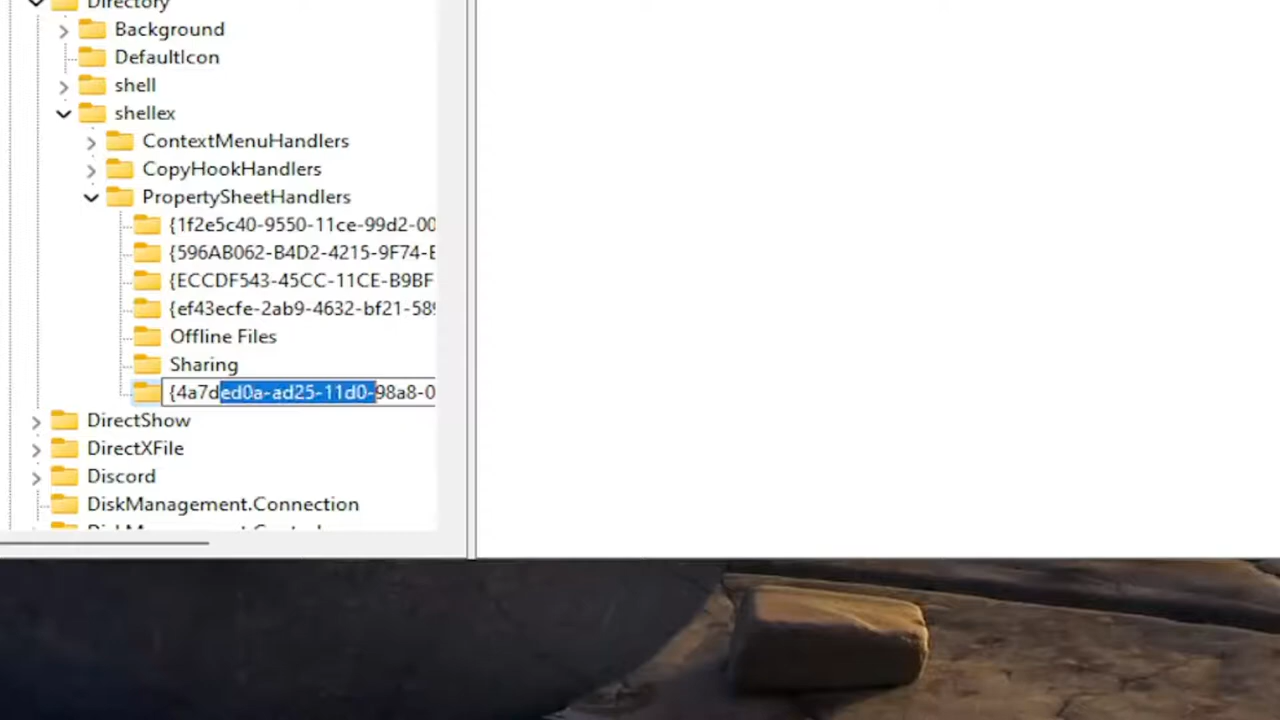 Directory
Background
DefaultIcon
shell
shellex
ContextMenuHandlers
CopyHookHandlers
PropertySheetHandlers
{1f2e5c40-9550-11ce-99d2-00
{596AB062-B4D2-4215-9F74-E
{ECCDF543-45CC-11CE-B9BF
{ef43ecfe-2ab9-4632-bf21-589
Offline Files
Sharing
{4a7ded0a-ad25-11d0-98a8-0
DirectShow
DirectXFile
Discord
DiskManagement.Connection